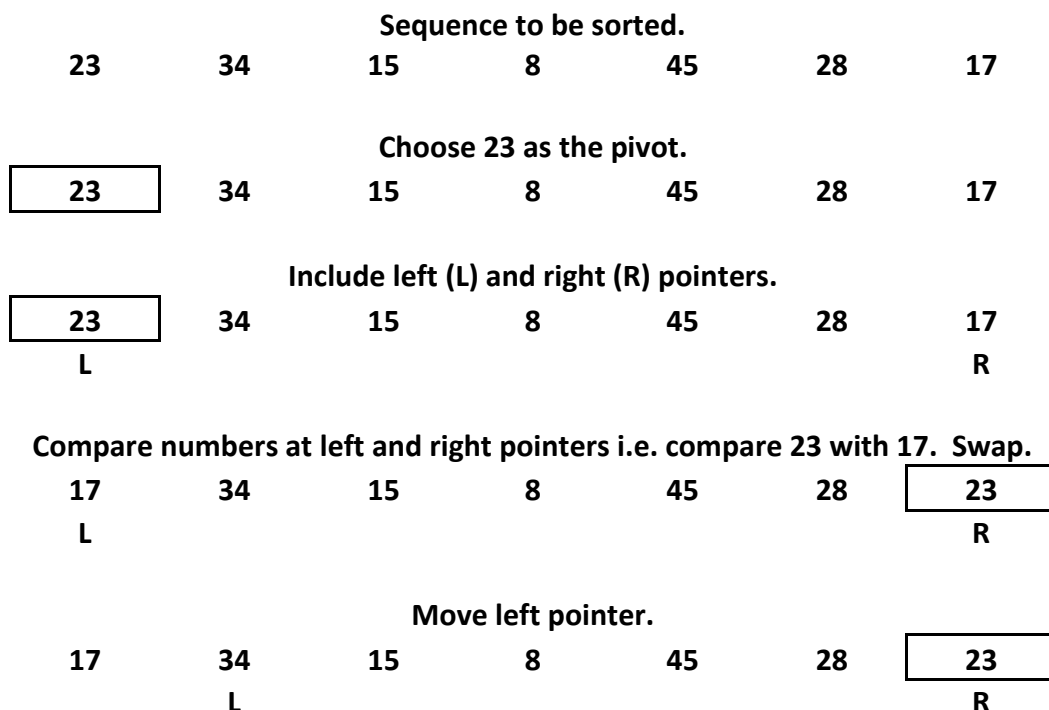 Sequence to be sorted.
23 34 15 8 45 28 17
Choose 23 as the pivot.
23 34 15 8 45 28 17
Include left (L) and right (R) pointers.
23 34 15 8 45 28 17
L R
Compare numbers at left and right pointers i.e. compare 23 with 17. Swap.
17 34 15 8 45 28 23
L R
Move left pointer.
17 34 15 8 45 28 23
L R